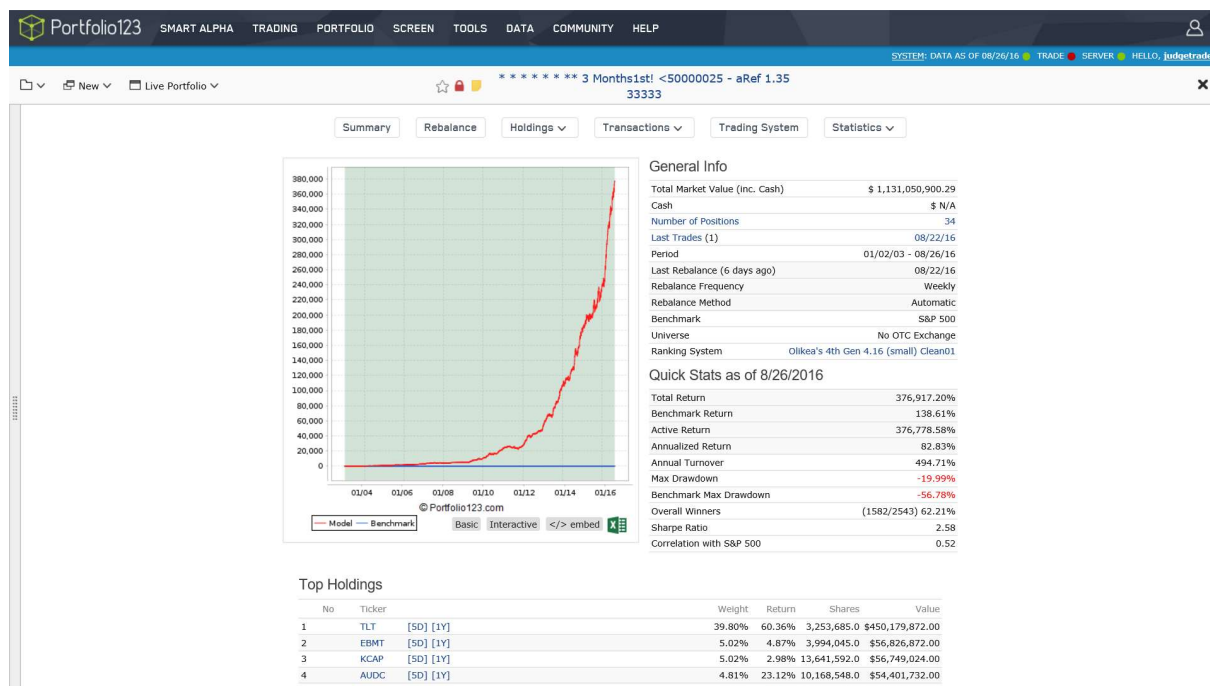 Portfolio123 SMART ALPHA TRADING PORTFOLIO SCREEN TOOLS DATA COMMUNITY HELP
SYSTEM: DATA AS OF 08/26/16 TRADE SERVER HELLO, judgetrade
New Live Portfolio
* * * * * * ** 3 Months1st! <50000025 - aRef 1.35
33333
Summary Rebalance Holdings Transactions Trading System Statistics
380,000
360,000
340,000
320,000
300,000
280,000
260,000
240,000
220,000
200,000
180,000
160,000
140,000
120,000
100,000
80,000
60,000
40,000
20,000
0
01/04 01/06 01/08 01/10 01/12 01/14 01/16
© Portfolio123.com
Model Benchmark
Basic Interactive </> embed
General Info
Total Market Value (inc. Cash) $ 1,131,050,900.29
Cash $ N/A
Number of Positions 34
Last Trades (1) 08/22/16
Period 01/02/03 - 08/26/16
Last Rebalance (6 days ago) 08/22/16
Rebalance Frequency Weekly
Rebalance Method Automatic
Benchmark S&P 500
Universe No OTC Exchange
Ranking System Olikea's 4th Gen 4.16 (small) Clean01
Quick Stats as of 8/26/2016
Total Return 376,917.20%
Benchmark Return 138.61%
Active Return 376,778.58%
Annualized Return 82.83%
Annual Turnover 494.71%
Max Drawdown -19.99%
Benchmark Max Drawdown -56.78%
Overall Winners (1582/2543) 62.21%
Sharpe Ratio 2.58
Correlation with S&P 500 0.52
Top Holdings
No Ticker Weight Return Shares Value
1 TLT [5D] [1Y] 39.80% 60.36% 3,253,685.0 $450,179,872.00
2 EBMT [5D] [1Y] 5.02% 4.87% 3,994,045.0 $56,826,872.00
3 KCAP [5D] [1Y] 5.02% 2.98% 13,641,592.0 $56,749,024.00
4 AUDC [5D] [1Y] 4.81% 23.12% 10,168,548.0 $54,401,732.00